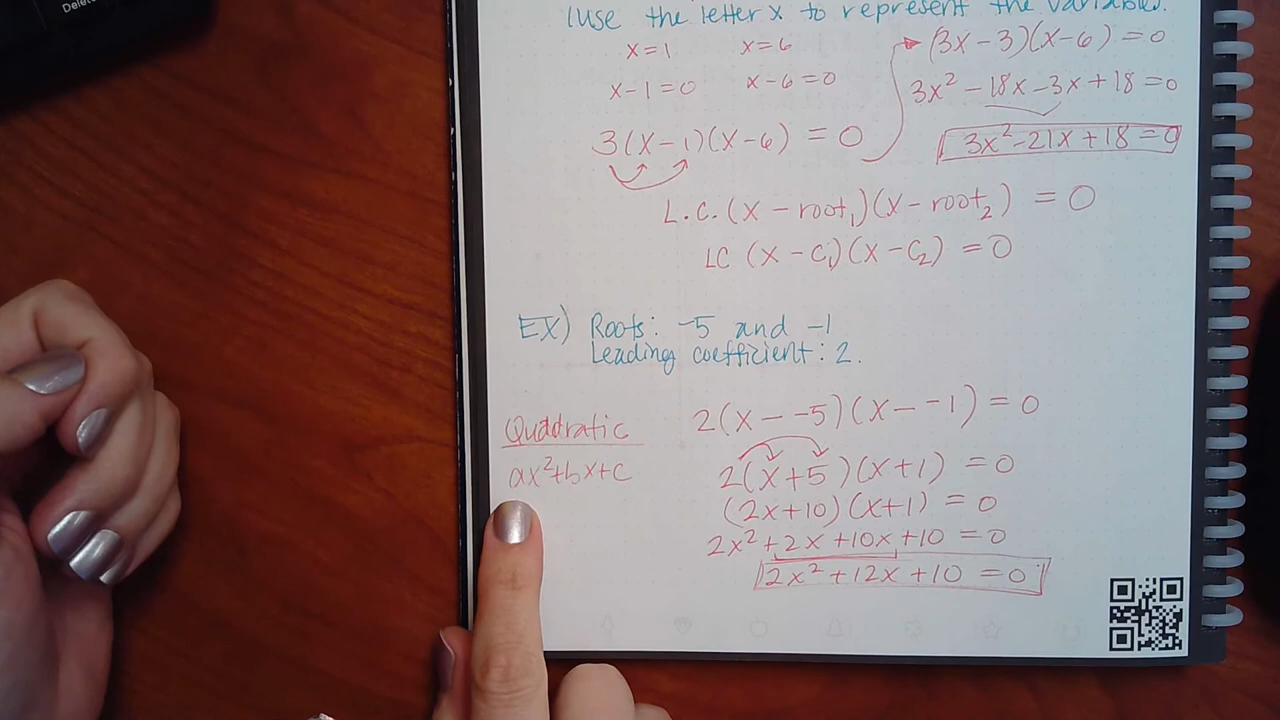 Delete
(use the letter x to represent the variable).
x=1 x=6
x-1=0 x-6=0
3(x-1)(x-6) = 0
(3x-3)(x-6)=0
3x²-18x-3x+18=0
3x²-21x+18=0
L.C.(x-root₁)(x-root₂) = 0
LC (x-C₁)(x-C₂) = 0
EX) Roots: -5 and -1
Leading coefficient: 2.
2(x--5)(x--1)=0
Quadratic
ax²+bx+c
2(x+5)(x+1) = 0
(2x+10)(x+1) = 0
2x²+2x+10x+10=0
2x²+12x+10=0